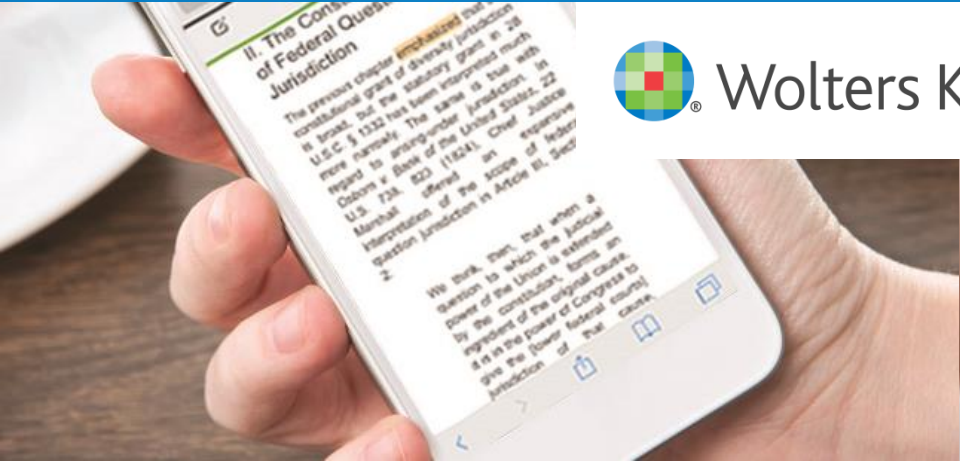 II. The Cons
of Federal Ques
Jurisdiction
The previous chapter emphasized that
constitutional grant of diversity jurisdiction
is broad, but the statutory grant in 28
U.S.C. § 1332 has been interpreted much
more narrowly. The same is true with
regard to arising-under jurisdiction. In
Osborn v. Bank of the United States, 22
U.S. 738, 823 (1824), Chief Justice
Marshall offered an expansive
interpretation of the scope of federal
question jurisdiction in Article III, Secti
2:
We think, then, that when a
question to which the judicial
power of the Union is extended
by the constitution, forms an
ingredient of the original cause,
it is in the power of Congress to
give the [lower federal courts]
jurisdiction of that cause,
® Wolters K